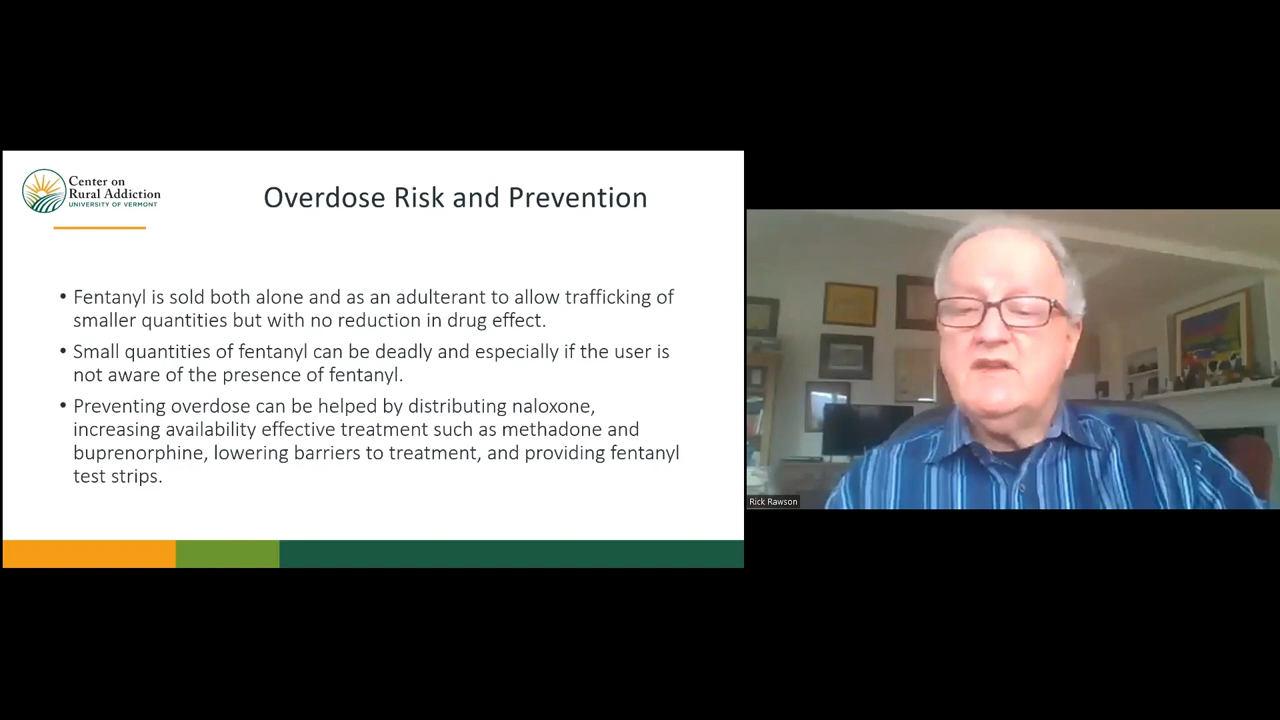 Center on
Rural Addiction
UNIVERSITY OF VERMONT
Overdose Risk and Prevention
• Fentanyl is sold both alone and as an adulterant to allow trafficking of
smaller quantities but with no reduction in drug effect.
• Small quantities of fentanyl can be deadly and especially if the user is
not aware of the presence of fentanyl.
• Preventing overdose can be helped by distributing naloxone,
increasing availability effective treatment such as methadone and
buprenorphine, lowering barriers to treatment, and providing fentanyl
test strips.
Rick Rawson